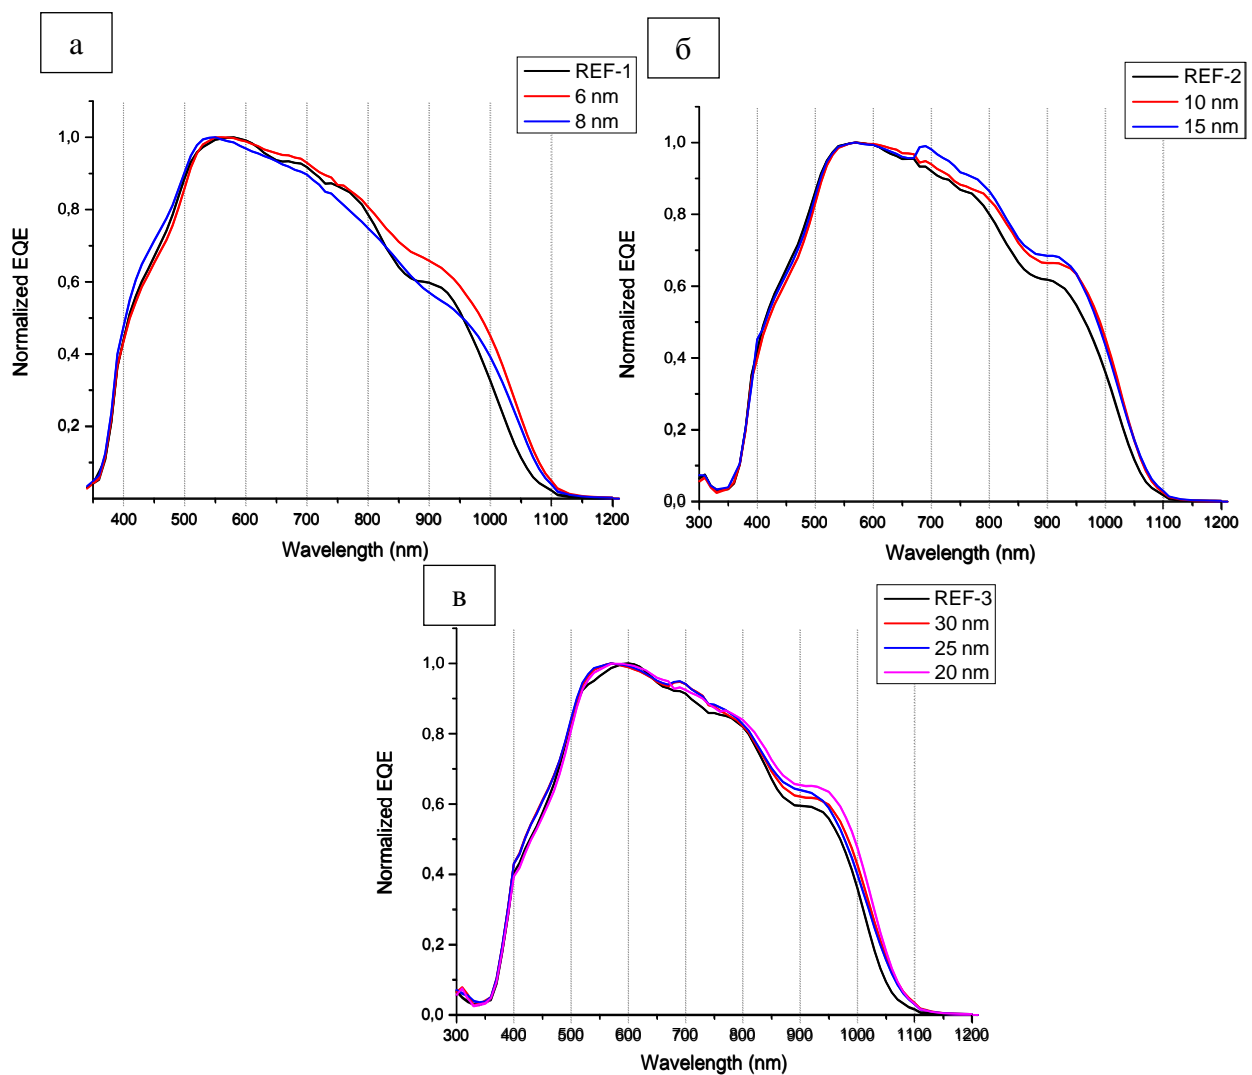 а
REF-1
6 nm
8 nm
1,0
0,8
0,6
0,4
0,2
Normalized EQE
400 500 600 700 800 900 1000 1100 1200
Wavelength (nm)
б
REF-2
10 nm
15 nm
1,0
0,8
0,6
0,4
0,2
0,0
Normalized EQE
300 400 500 600 700 800 900 1000 1100 1200
Wavelength (nm)
в
REF-3
30 nm
25 nm
20 nm
1,0
0,8
0,6
0,4
0,2
0,0
Normalized EQE
300 400 500 600 700 800 900 1000 1100 1200
Wavelength (nm)